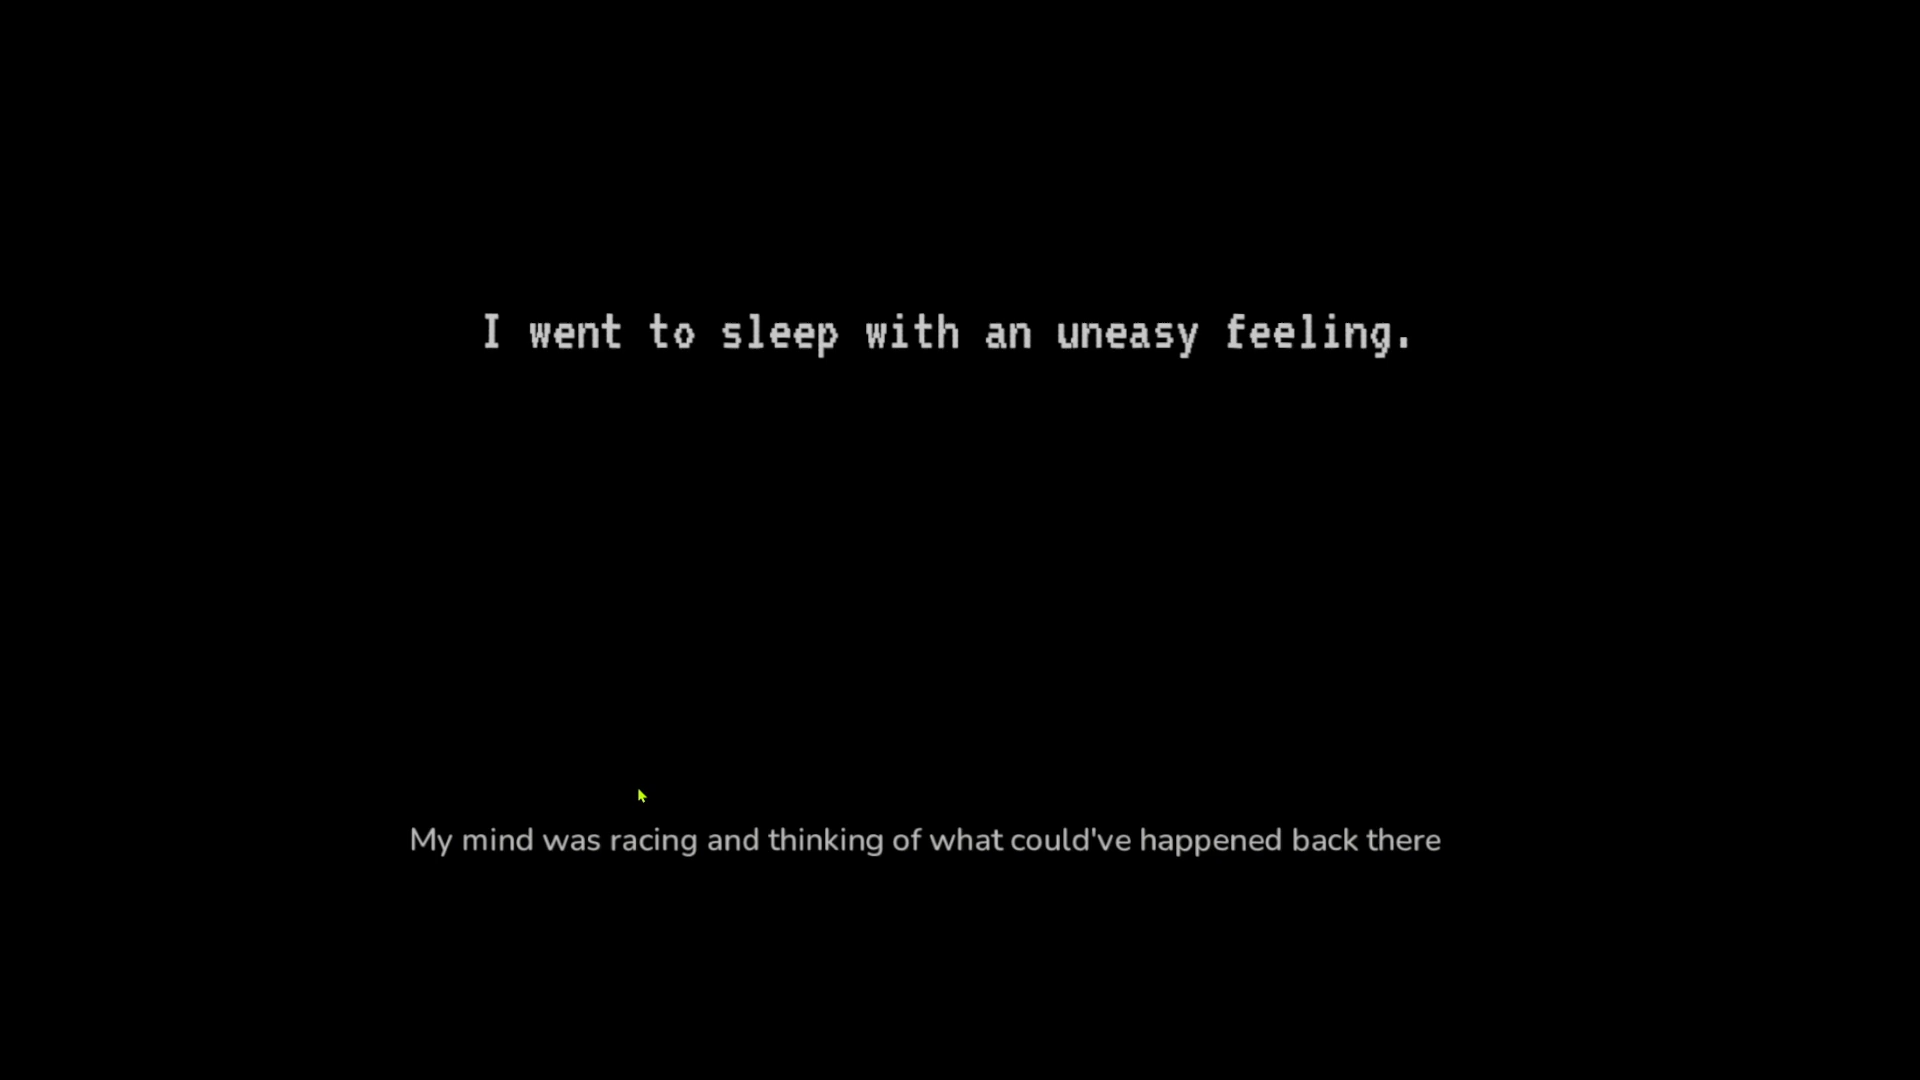 I went to sleep with an uneasy feeling.
My mind was racing and thinking of what could've happened back there